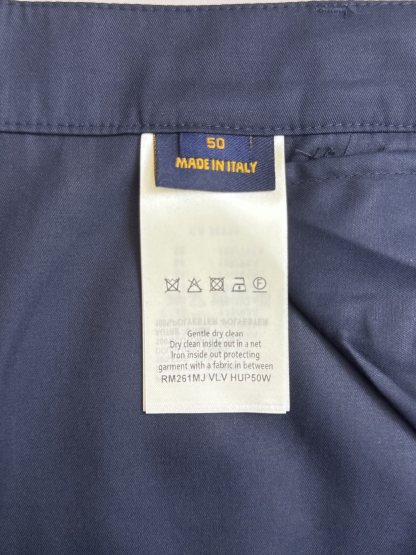 50
MADE IN ITALY
Gentle dry clean
Dry clean inside out in a net
Iron inside out protecting
garment with a fabric in between
RM261MJ VLV HUP50W